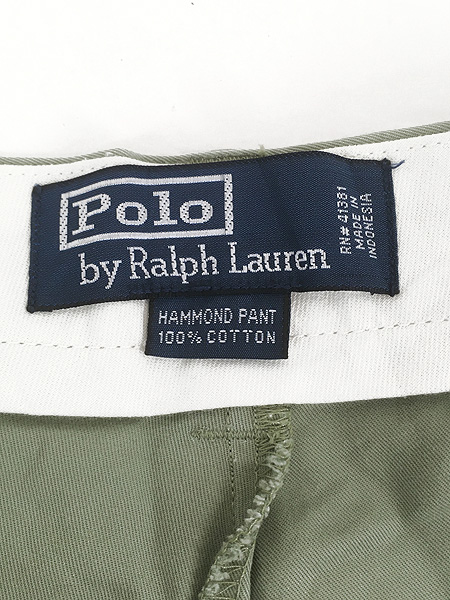 Polo
by Ralph Lauren
RN# 41381
MADE IN
INDONESIA
HAMMOND PANT
100% COTTON